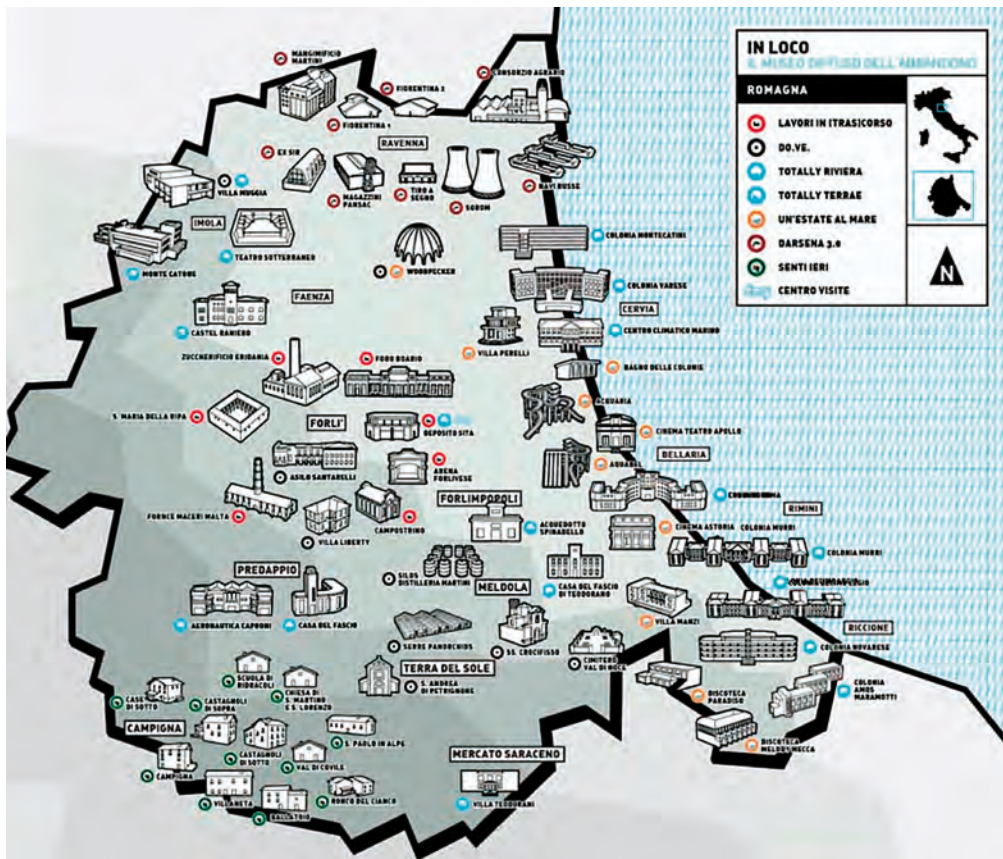 MANGIMIFICIO
MARTINI
FIORENTINA 2
CONSORZIO AGRARIO
FIORENTINA 1
RAVENNA
EX SIR
MAGAZZINI
PANSAC
TIRO A
SEGNO
SOROM
NAVI RUSSE
VILLA MUGGIA
IMOLA
MONTE CATONE
TEATRO SOTTERRANEO
WOODPECKER
COLONIA MONTECATINI
FAENZA
COLONIA VARESE
CERVIA
CASTEL RANIERO
CENTRO CLIMATICO MARINO
VILLA PERELLI
ZUCCHERIFICIO ERIDANIA
FORO BOARIO
BAGNO DELLE COLONIE
ACQUARIA
S. MARIA DELLA RIPA
FORLI'
DEPOSITO SITA
CINEMA TEATRO APOLLO
BELLARIA
ASILO SANTARELLI
ARENA
FORLIVESE
AQUABEL
FORLIMPOPOLI
RIMINI
FORNCE MACERI MALTA
VILLA LIBERTY
CAMPOSTRINO
ACQUEDOTTO
SPINADELLO
CINEMA ASTORIA
COLONIA MURRI
COLONIA MURRI
PREDAPPIO
SILOS
DISTILLERIA MARTINI
MELDOLA
CASA DEL FASCIO
DI TEODORANO
AERONAUTICA CAPRONI
CASA DEL FASCIO
VILLA MANZI
RICCIONE
SERRE PANORCHIDS
SS. CROCIFISSO
CIMITERO
VAL DI NOCE
COLONIA NOVARESE
SCUOLA DI
RIDRACOLI
TERRA DEL SOLE
S. ANDREA
DI PETRIGNONE
CASE
DI SOTTO
CASTAGNOLI
DI SOPRA
CHIESA DI
S. MARTINO
E S. LORENZO
DISCOTECA
PARADISO
COLONIA
AMOS
MARAMOTTI
CAMPIGNA
S. PAOLO IN ALPE
CASTAGNOLI
DI SOTTO
VAL DI COVILE
MERCATO SARACENO
DISCOTECA
MELODY MECCA
CAMPIGNA
VILLANETA
BALLATOIO
RONCO DEL CIANCO
VILLA TEODORANI
IN LOCO
IL MUSEO DIFFUSO DELL'ABBANDONO
ROMAGNA
LAVORI IN (TRAS)CORSO
DO.VE.
TOTALLY RIVIERA
TOTALLY TERRAE
UN'ESTATE AL MARE
DARSENA 3.0
SENTI IERI
CENTRO VISITE
N